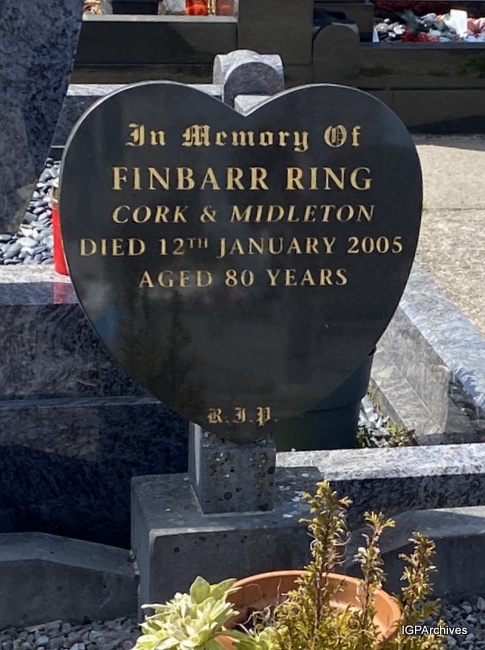 In Memory Of
FINBARR RING
CORK & MIDLETON
DIED 12TH JANUARY 2005
AGED 80 YEARS
R.I.P.
IGPArchives